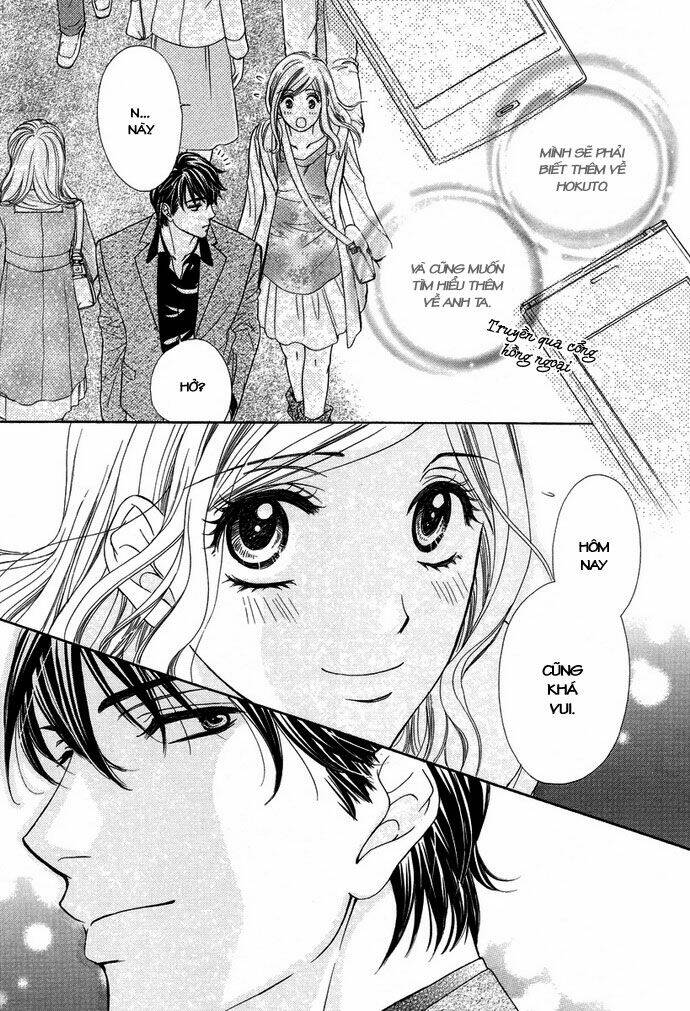 MÌNH SẼ PHẢI
BIẾT THÊM VỀ
HOKUTO.
VÀ CŨNG MUỐN
TÌM HIỂU THÊM
VỀ ANH TA.
Truyền qua cổng
hồng ngoại
N...
NÀY
HỞ?
HÔM
NAY
CŨNG
KHÁ
VUI.